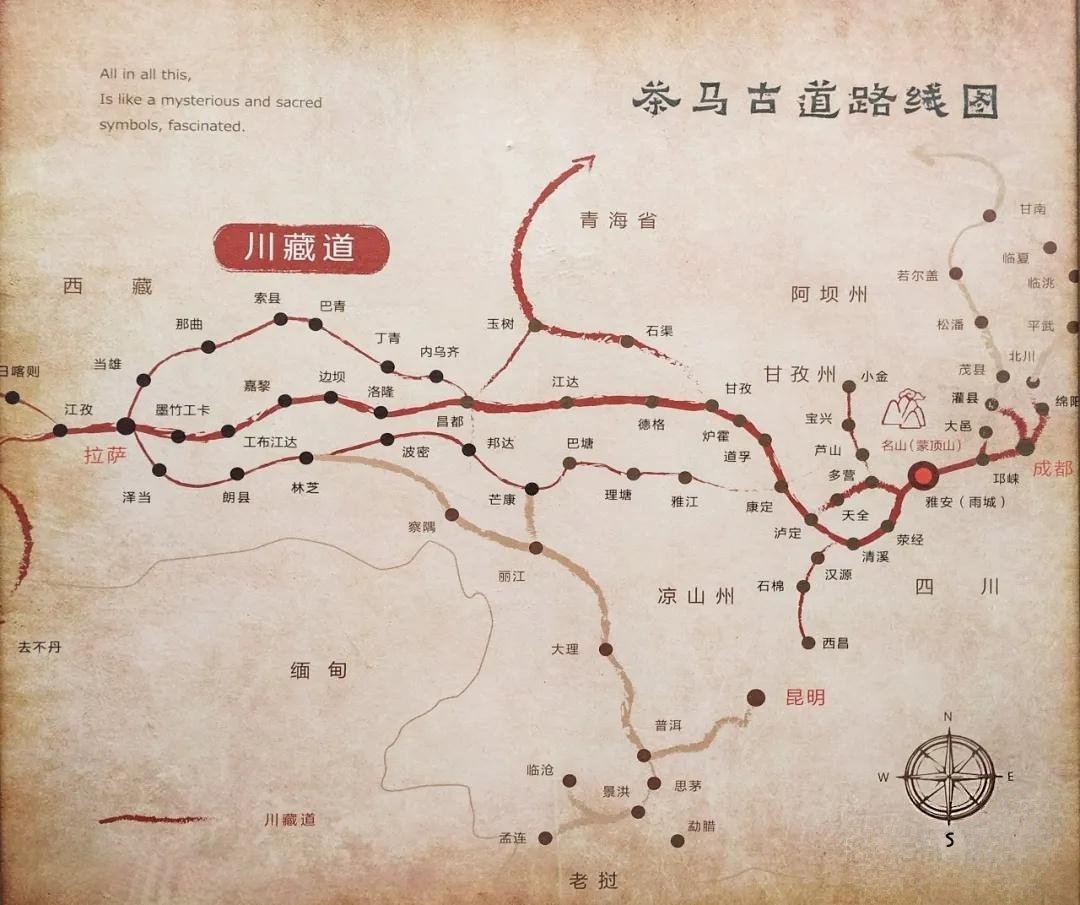 All in all this,
Is like a mysterious and sacred
symbols, fascinated.
茶马古道路线图
川藏道
青海省
西藏
阿坝州
甘孜州
凉山州
四川
缅甸
老挝
甘南
临夏
临洮
若尔盖
松潘
平武
北川
茂县
灌县
绵阳
大邑
成都
邛崃
名山(蒙顶山)
雅安(雨城)
小金
宝兴
芦山
多营
天全
荥经
清溪
汉源
石棉
西昌
泸定
康定
道孚
炉霍
甘孜
德格
江达
石渠
玉树
昌都
内乌齐
丁青
巴青
索县
那曲
当雄
洛隆
边坝
嘉黎
工布江达
墨竹工卡
拉萨
江孜
日喀则
泽当
朗县
林芝
波密
邦达
芒康
巴塘
理塘
雅江
察隅
丽江
大理
普洱
昆明
思茅
景洪
临沧
孟连
勐腊
去不丹
川藏道
N
W
E
S